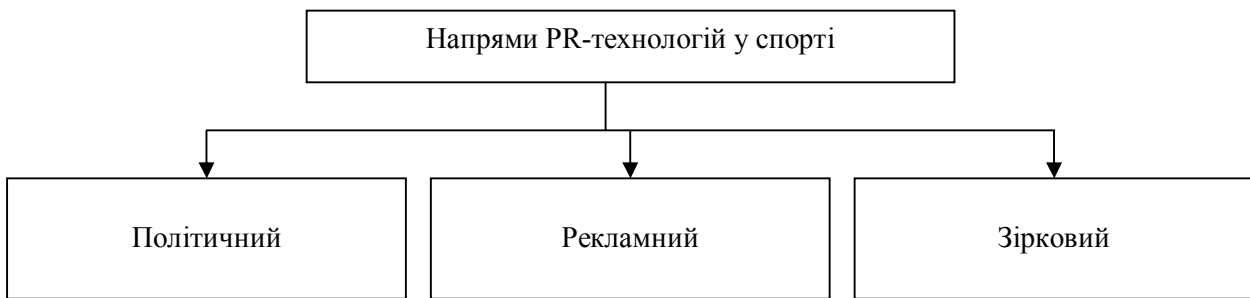 Напрями PR-технологій у спорті
Політичний
Рекламний
Зірковий